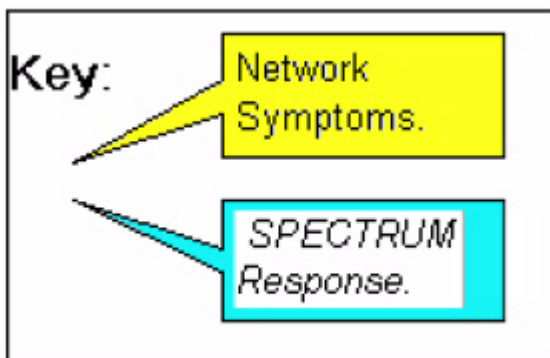 Key:
Network
Symptoms.
SPECTRUM
Response.